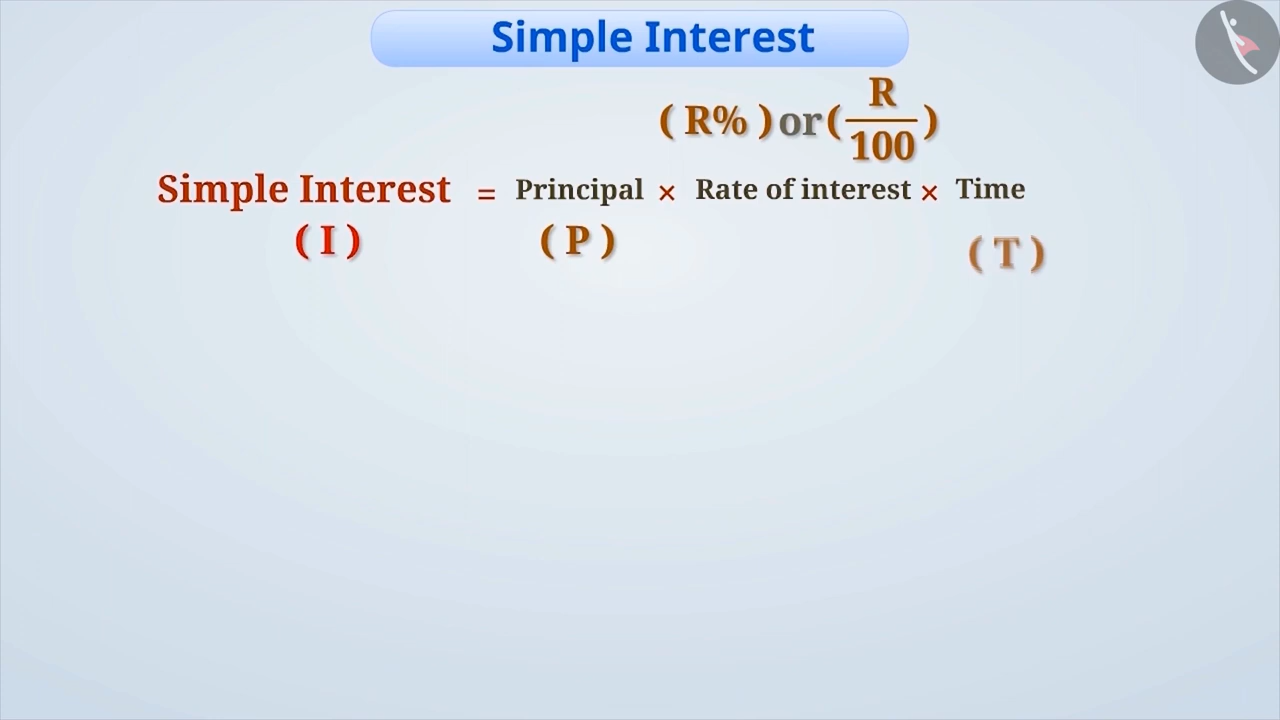 Simple Interest
( R% ) or ( R/100 )
Simple Interest = Principal × Rate of interest × Time
( I ) ( P ) ( T )